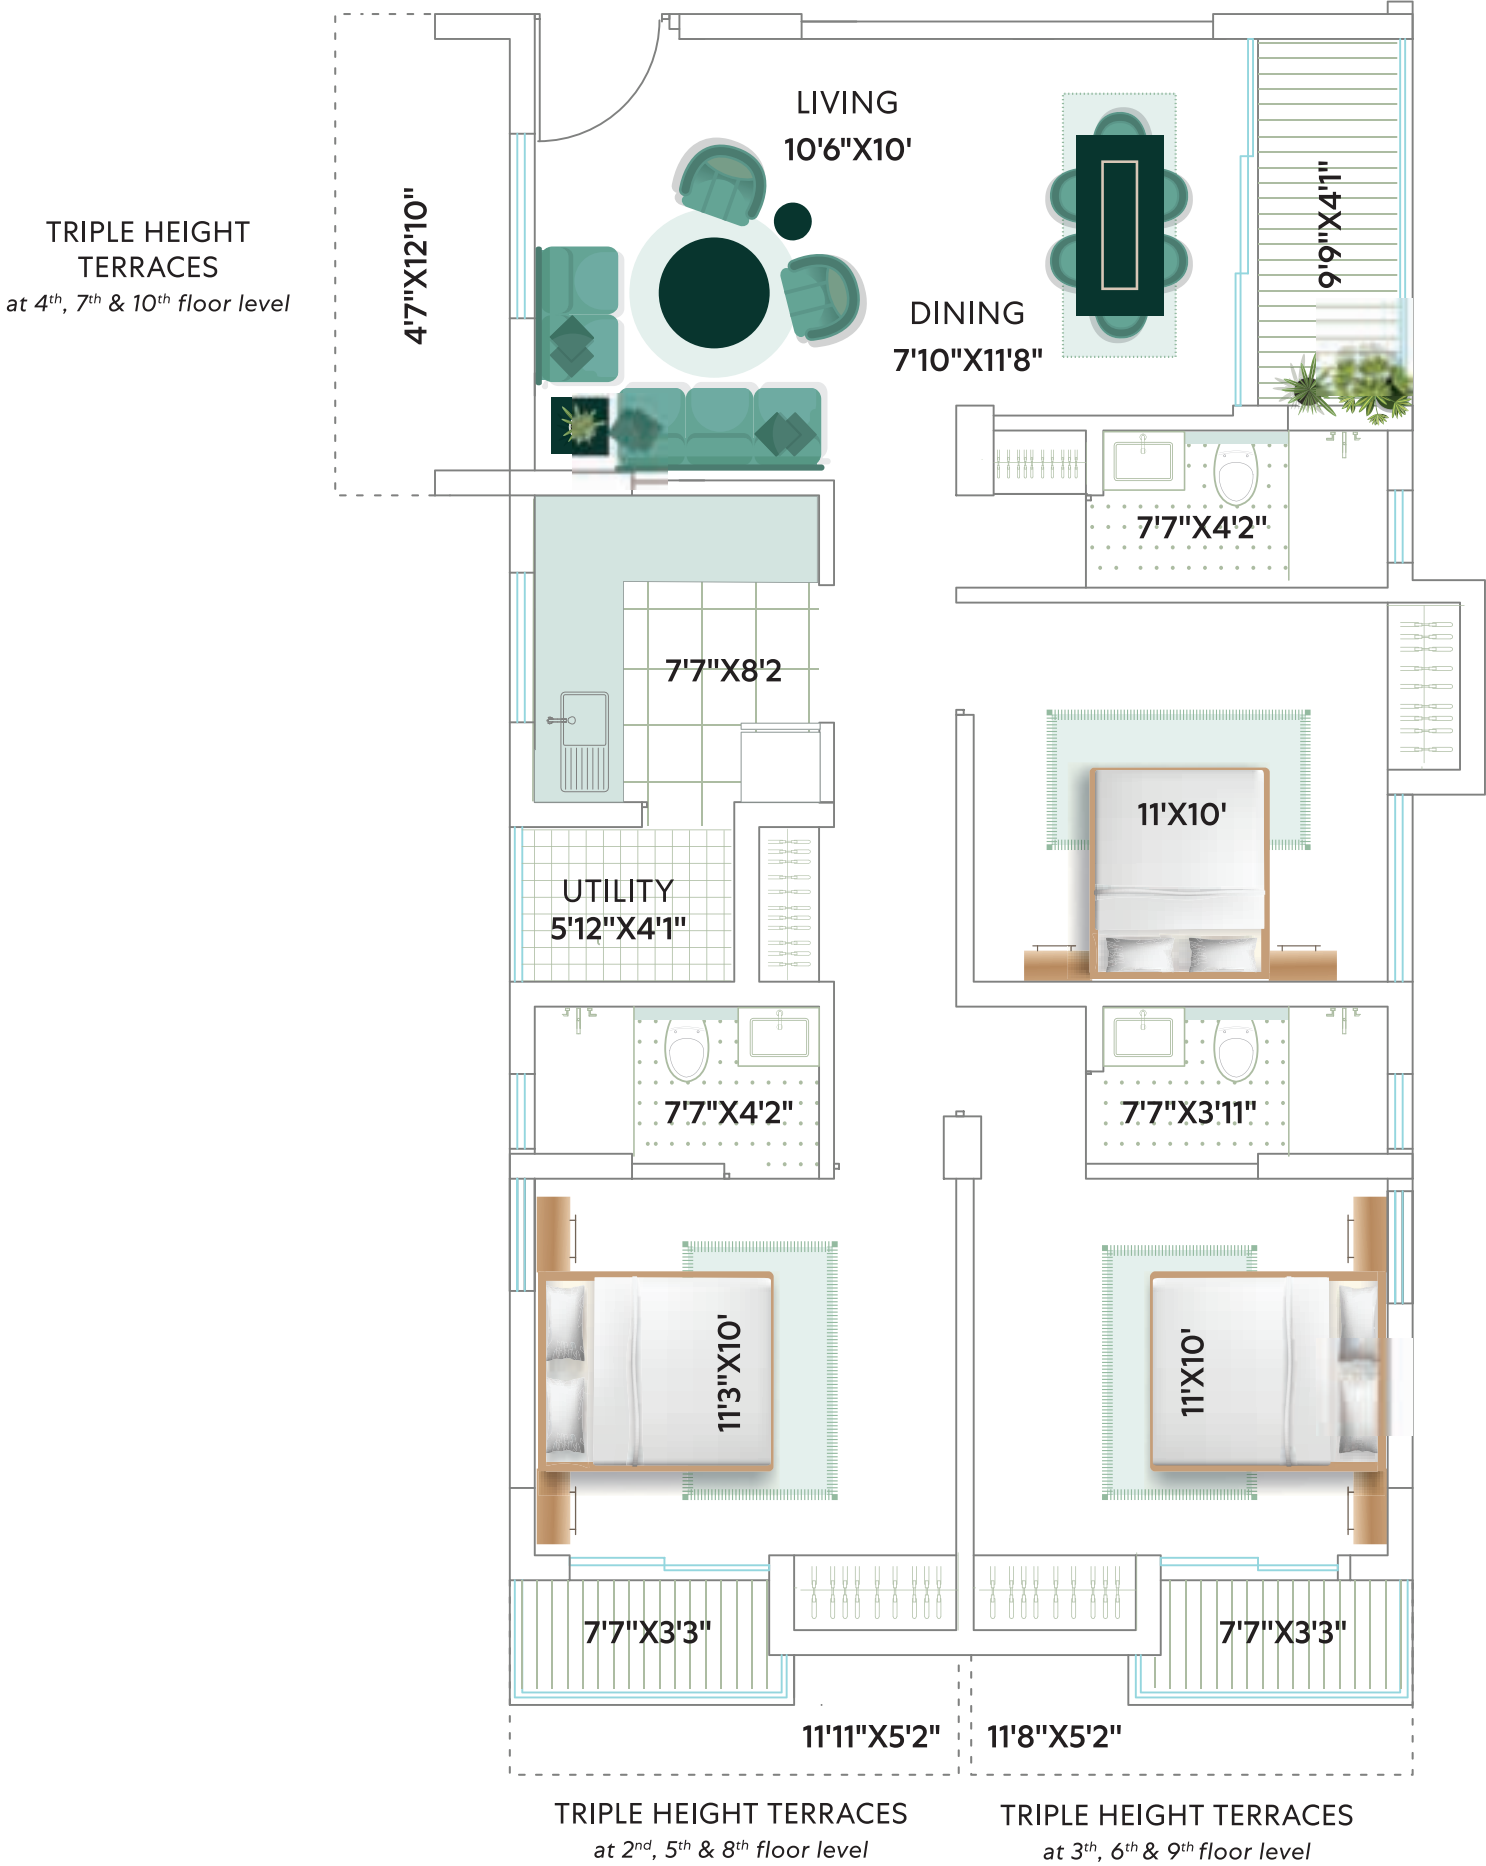 LIVING
10'6"X10'
TRIPLE HEIGHT
TERRACES
at 4th, 7th & 10th floor level
4'7"X12'10"
9'9"X4'1"
DINING
7'10"X11'8"
7'7"X4'2"
7'7"X8'2
11'X10'
UTILITY
5'12"X4'1"
7'7"X4'2"
7'7"X3'11"
11'3"X10'
11'X10'
7'7"X3'3"
7'7"X3'3"
11'11"X5'2"
11'8"X5'2"
TRIPLE HEIGHT TERRACES
at 2nd, 5th & 8th floor level
TRIPLE HEIGHT TERRACES
at 3th, 6th & 9th floor level